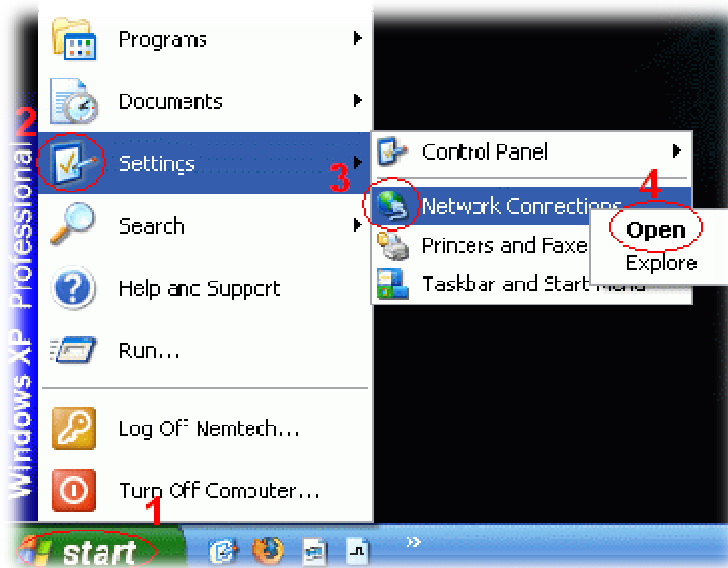 Programs
Documents
2
Settings
3
Control Panel
4
Network Connections
Open
Search
Printers and Faxe
Explore
Taskbar and Start Menu
Help and Support
Run...
Log Off Nemtech...
Turn Off Computer...
1
Windows XP Professional
start
»